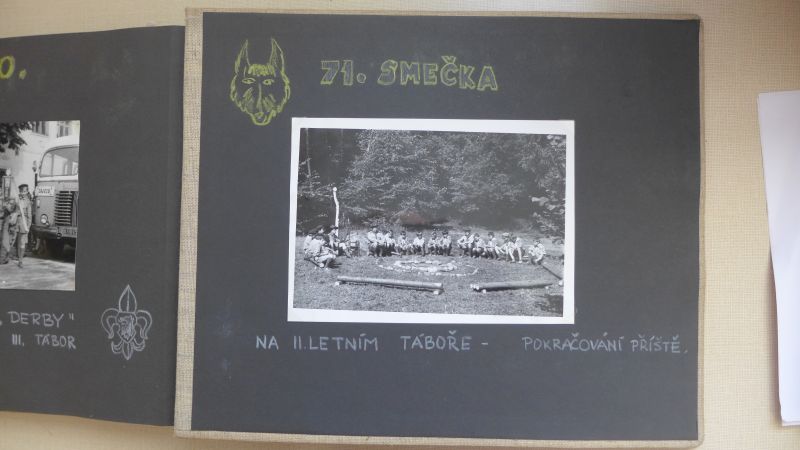 O.
DERBY"
III. TÁBOR
71. SMEČKA
NA II. LETNÍM TÁBOŘE - POKRAČOVÁNÍ PŘÍŠTĚ.